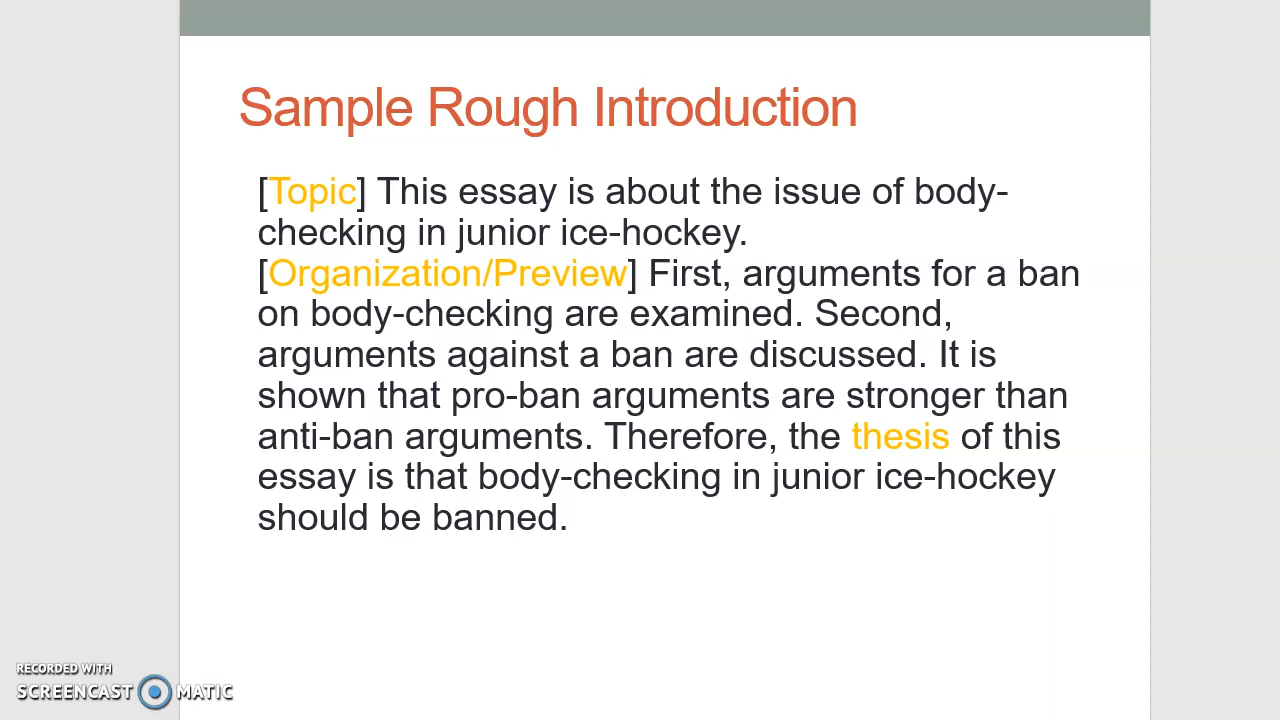 Sample Rough Introduction
[Topic] This essay is about the issue of body-
checking in junior ice-hockey.
[Organization/Preview] First, arguments for a ban
on body-checking are examined. Second,
arguments against a ban are discussed. It is
shown that pro-ban arguments are stronger than
anti-ban arguments. Therefore, the thesis of this
essay is that body-checking in junior ice-hockey
should be banned.
RECORDED WITH
SCREENCAST MATIC